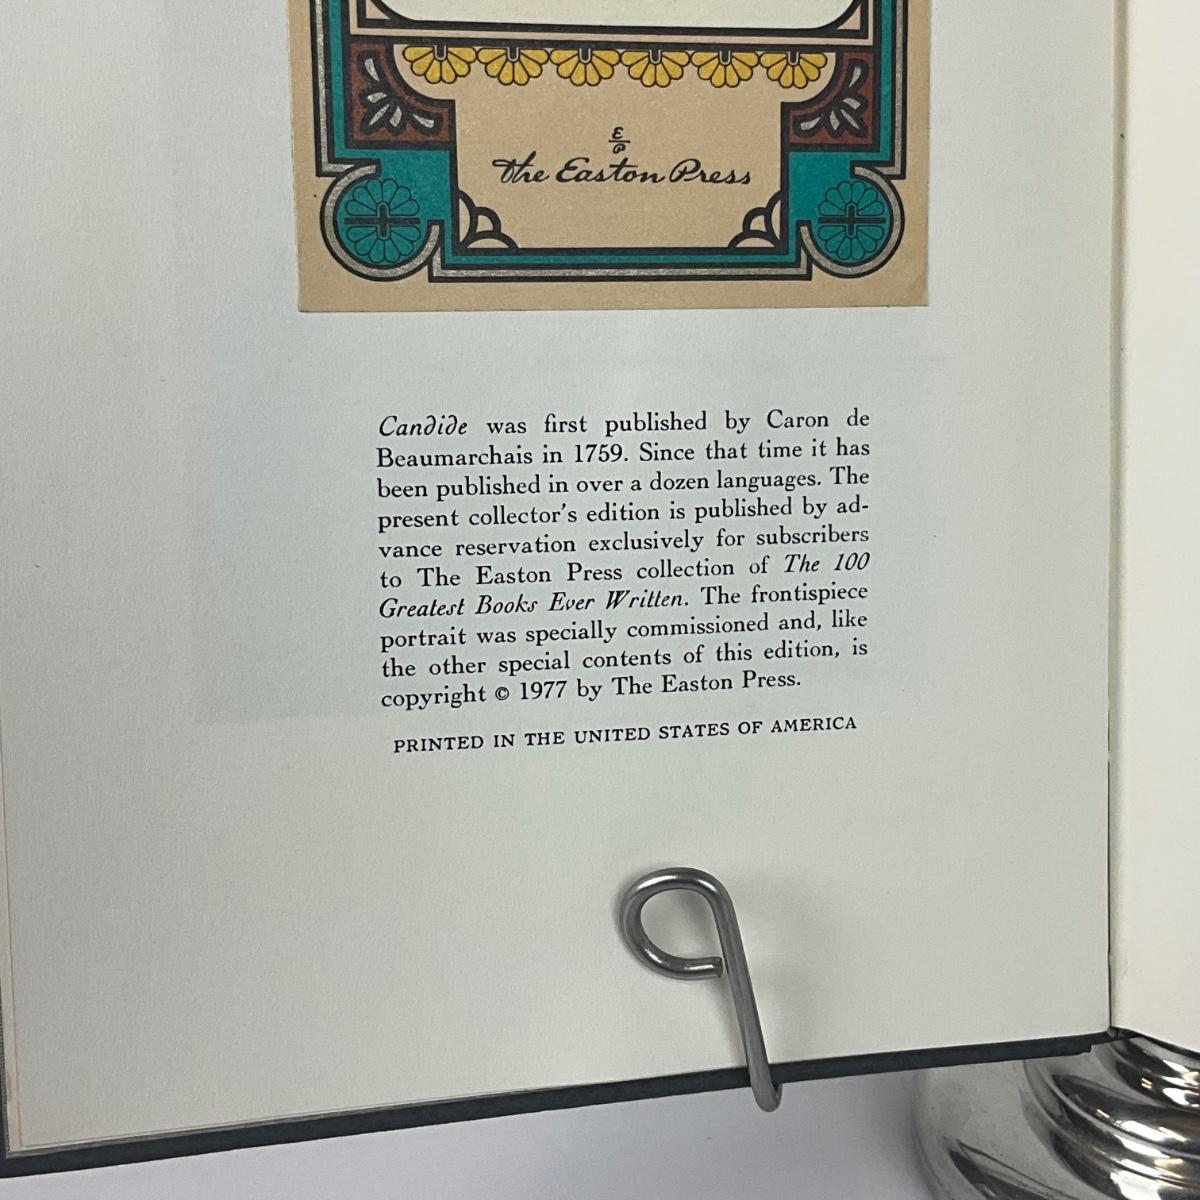 E
P
The Easton Press
Candide was first published by Caron de
Beaumarchais in 1759. Since that time it has
been published in over a dozen languages. The
present collector's edition is published by ad-
vance reservation exclusively for subscribers
to The Easton Press collection of The 100
Greatest Books Ever Written. The frontispiece
portrait was specially commissioned and, like
the other special contents of this edition, is
copyright © 1977 by The Easton Press.
PRINTED IN THE UNITED STATES OF AMERICA